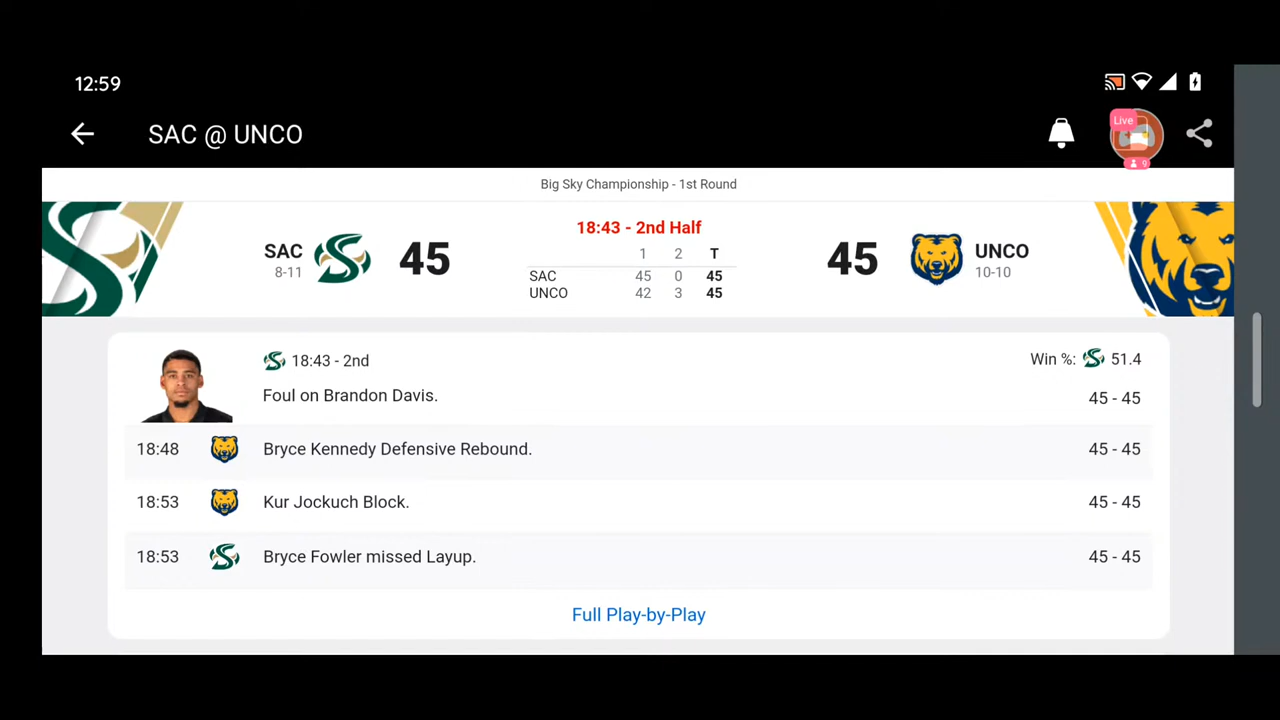 12:59
SAC @ UNCO
Live
9
Big Sky Championship - 1st Round
18:43 - 2nd Half
SAC
8-11
45
1 2 T
SAC 45 0 45
UNCO 42 3 45
45
UNCO
10-10
18:43 - 2nd
Win %: 51.4
Foul on Brandon Davis.
45 - 45
18:48 Bryce Kennedy Defensive Rebound. 45 - 45
18:53 Kur Jockuch Block. 45 - 45
18:53 Bryce Fowler missed Layup. 45 - 45
Full Play-by-Play